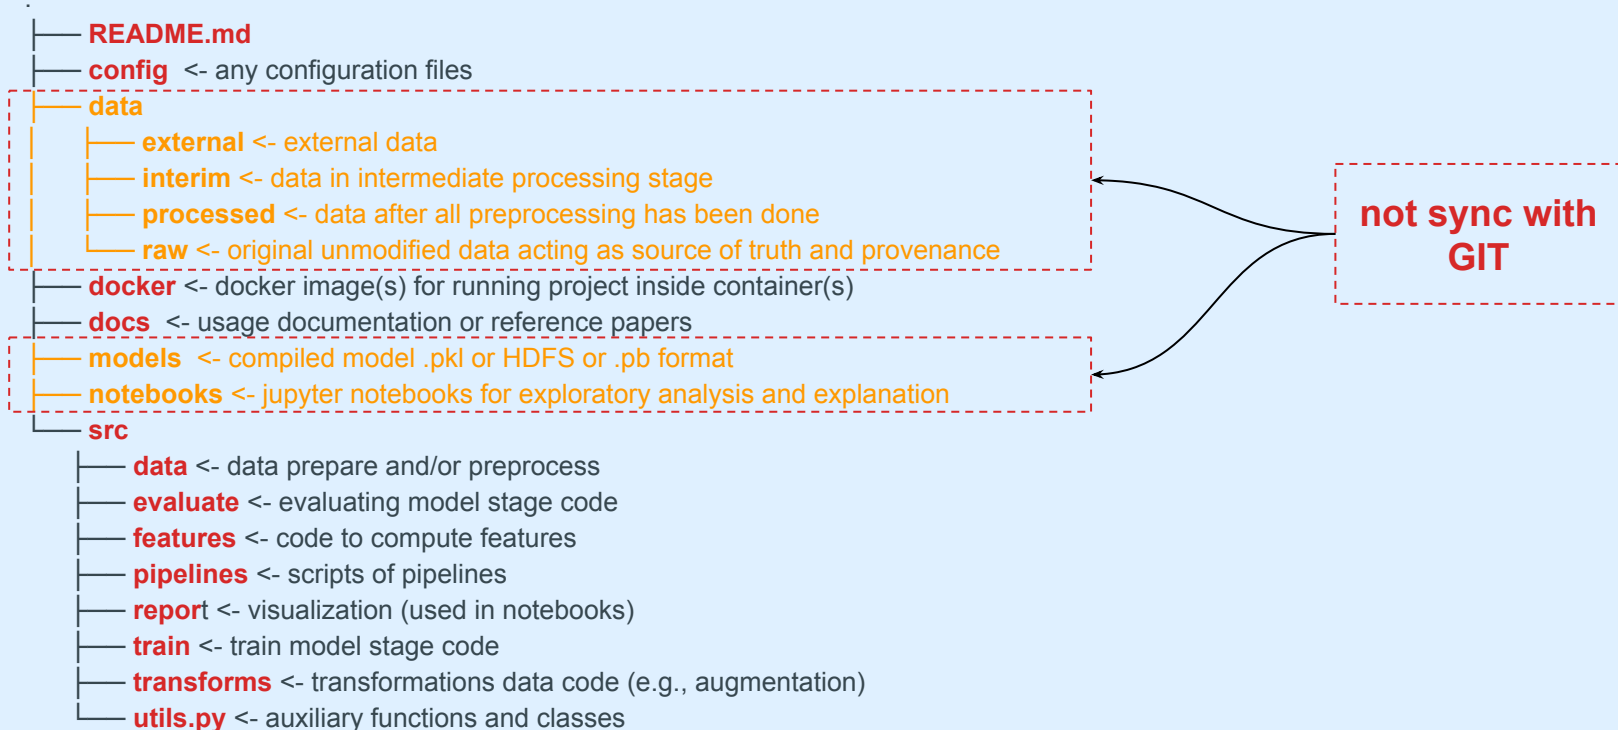 .
├── README.md
├── config <- any configuration files
├── data
│ ├── external <- external data
│ ├── interim <- data in intermediate processing stage
│ ├── processed <- data after all preprocessing has been done
│ └── raw <- original unmodified data acting as source of truth and provenance
├── docker <- docker image(s) for running project inside container(s)
├── docs <- usage documentation or reference papers
├── models <- compiled model .pkl or HDFS or .pb format
├── notebooks <- jupyter notebooks for exploratory analysis and explanation
└── src
├── data <- data prepare and/or preprocess
├── evaluate <- evaluating model stage code
├── features <- code to compute features
├── pipelines <- scripts of pipelines
├── report <- visualization (used in notebooks)
├── train <- train model stage code
├── transforms <- transformations data code (e.g., augmentation)
└── utils.py <- auxiliary functions and classes
not sync with
GIT